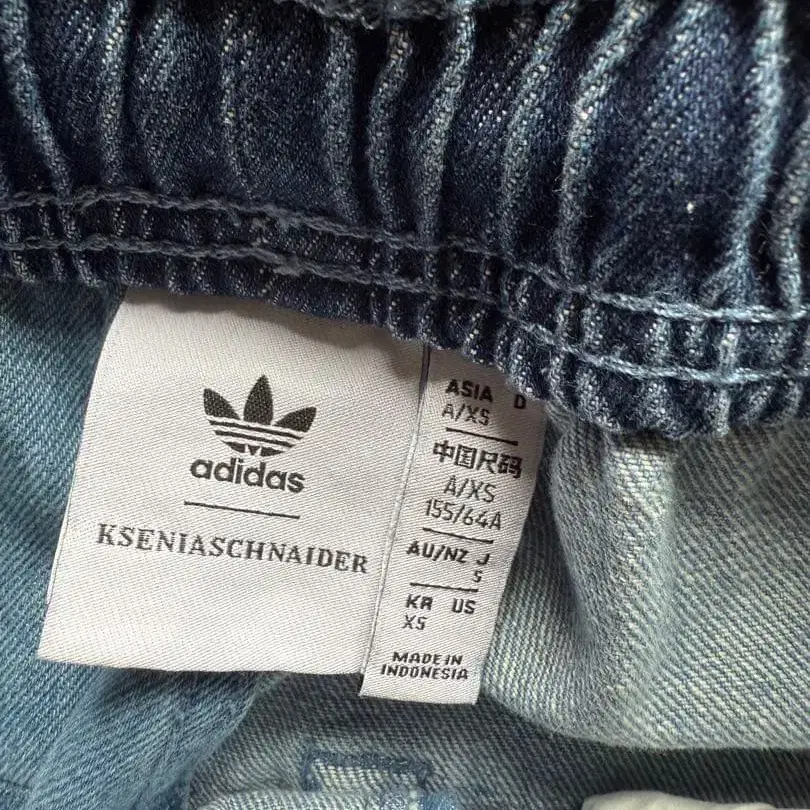 adidas
KSENIASCHNAIDER
ASIA D
A/XS
中国尺码
A/XS
155/64A
AU/NZ J
S
KR US
XS
MADE IN
INDONESIA